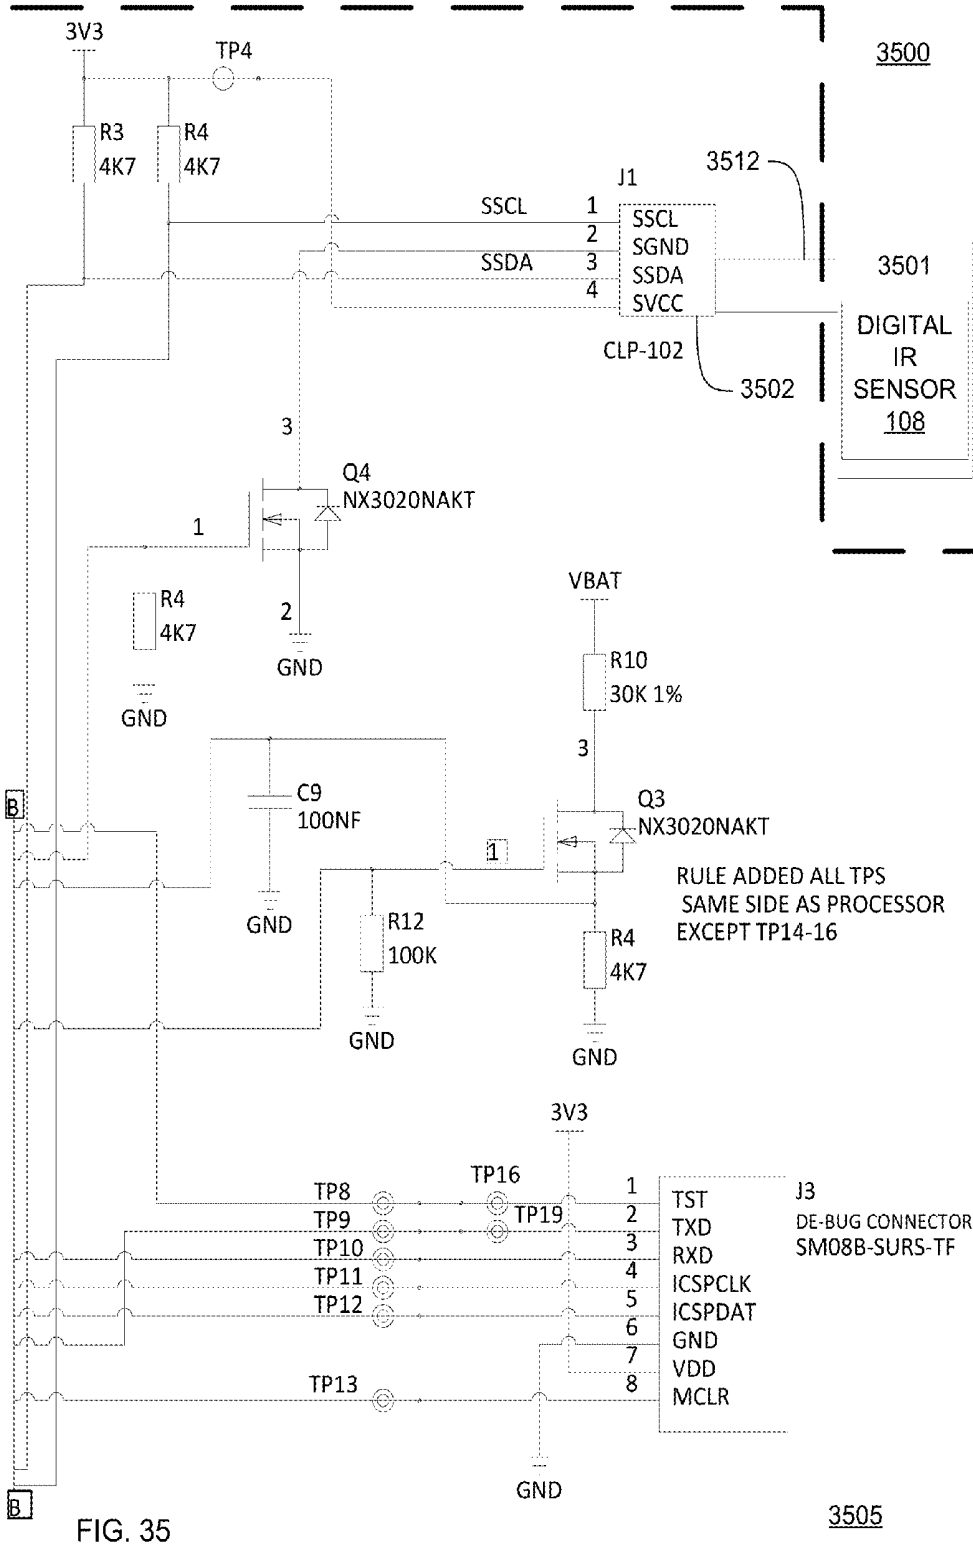 3V3
TP4
3500
R3
4K7
R4
4K7
3512
J1
SSCL
1
SSCL
2
SGND
SSDA
3
SSDA
4
SVCC
3501
CLP-102
3502
DIGITAL
IR
SENSOR
108
3
Q4
NX3020NAKT
1
R4
4K7
2
GND
GND
VBAT
R10
30K 1%
3
B
C9
100NF
Q3
NX3020NAKT
1
GND
RULE ADDED ALL TPS
SAME SIDE AS PROCESSOR
EXCEPT TP14-16
R12
100K
R4
4K7
GND
GND
3V3
TP8
TP16
1
TST
J3
TP9
TP19
2
TXD
DE-BUG CONNECTOR
SM08B-SURS-TF
TP10
3
RXD
TP11
4
ICSPCLK
TP12
5
ICSPDAT
6
GND
7
VDD
TP13
8
MCLR
GND
B
FIG. 35
3505